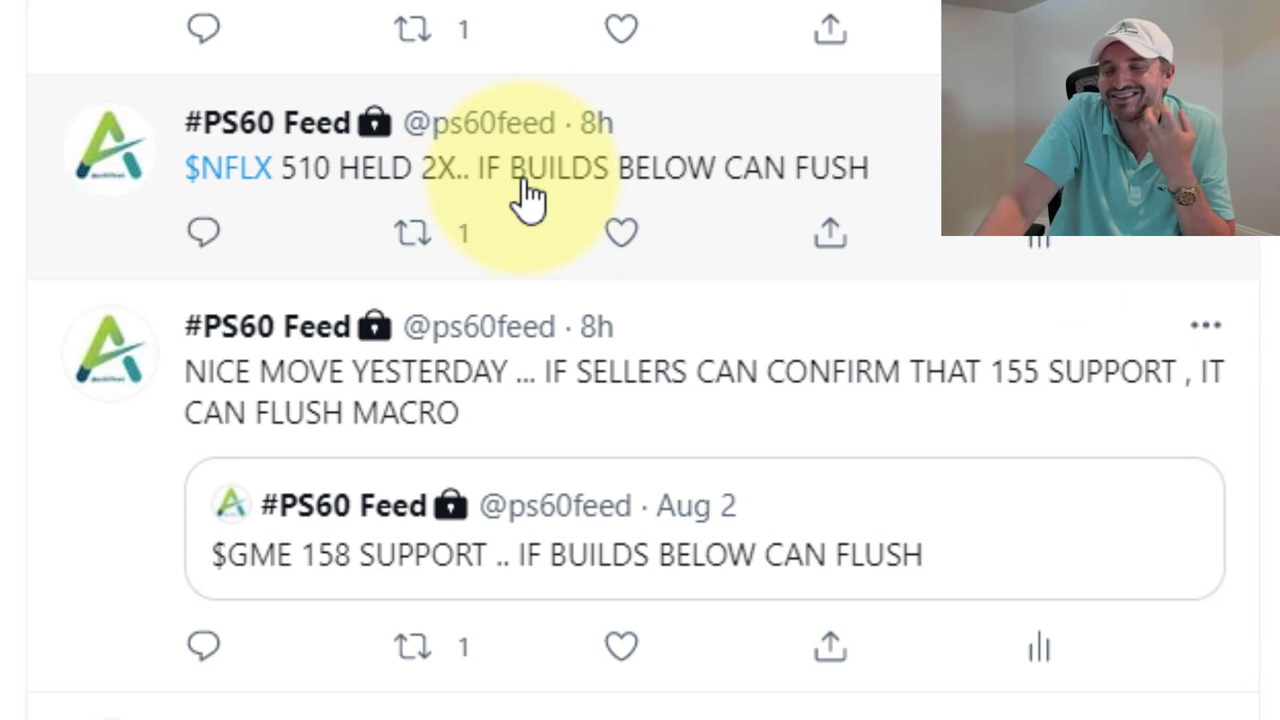 1
#PS60 Feed @ps60feed · 8h
$NFLX 510 HELD 2X.. IF BUILDS BELOW CAN FUSH
1
#PS60 Feed @ps60feed · 8h
NICE MOVE YESTERDAY ... IF SELLERS CAN CONFIRM THAT 155 SUPPORT , IT
CAN FLUSH MACRO
#PS60 Feed @ps60feed · Aug 2
$GME 158 SUPPORT .. IF BUILDS BELOW CAN FLUSH
1